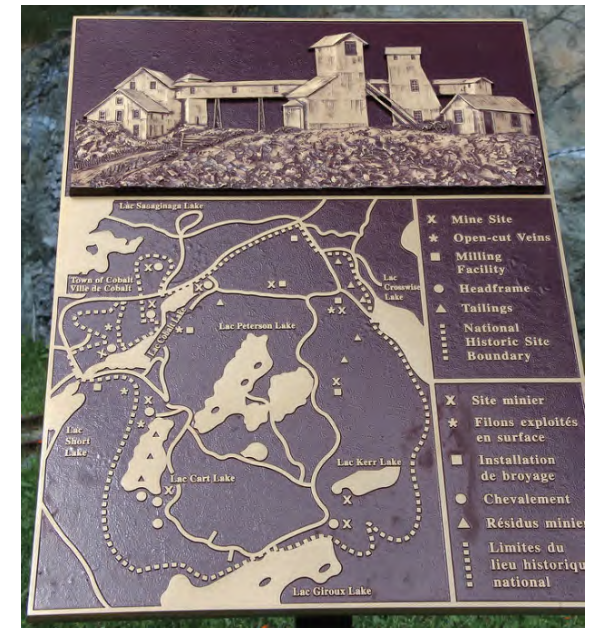 Lac Sasaginaga Lake
Town of Cobalt
Ville de Cobalt
Lac Cobalt Lake
Lac Peterson Lake
Lac
Crosswise
Lake
Lac
Short
Lake
Lac Cart Lake
Lac Kerr Lake
Lac Giroux Lake
X Mine Site
★ Open-cut Veins
■ Milling
Facility
● Headframe
▲ Tailings
National
Historic Site
Boundary
X Site minier
★ Filons exploités
en surface
■ Installation
de broyage
● Chevalement
▲ Résidus minie
Limites du
lieu historiqu
national